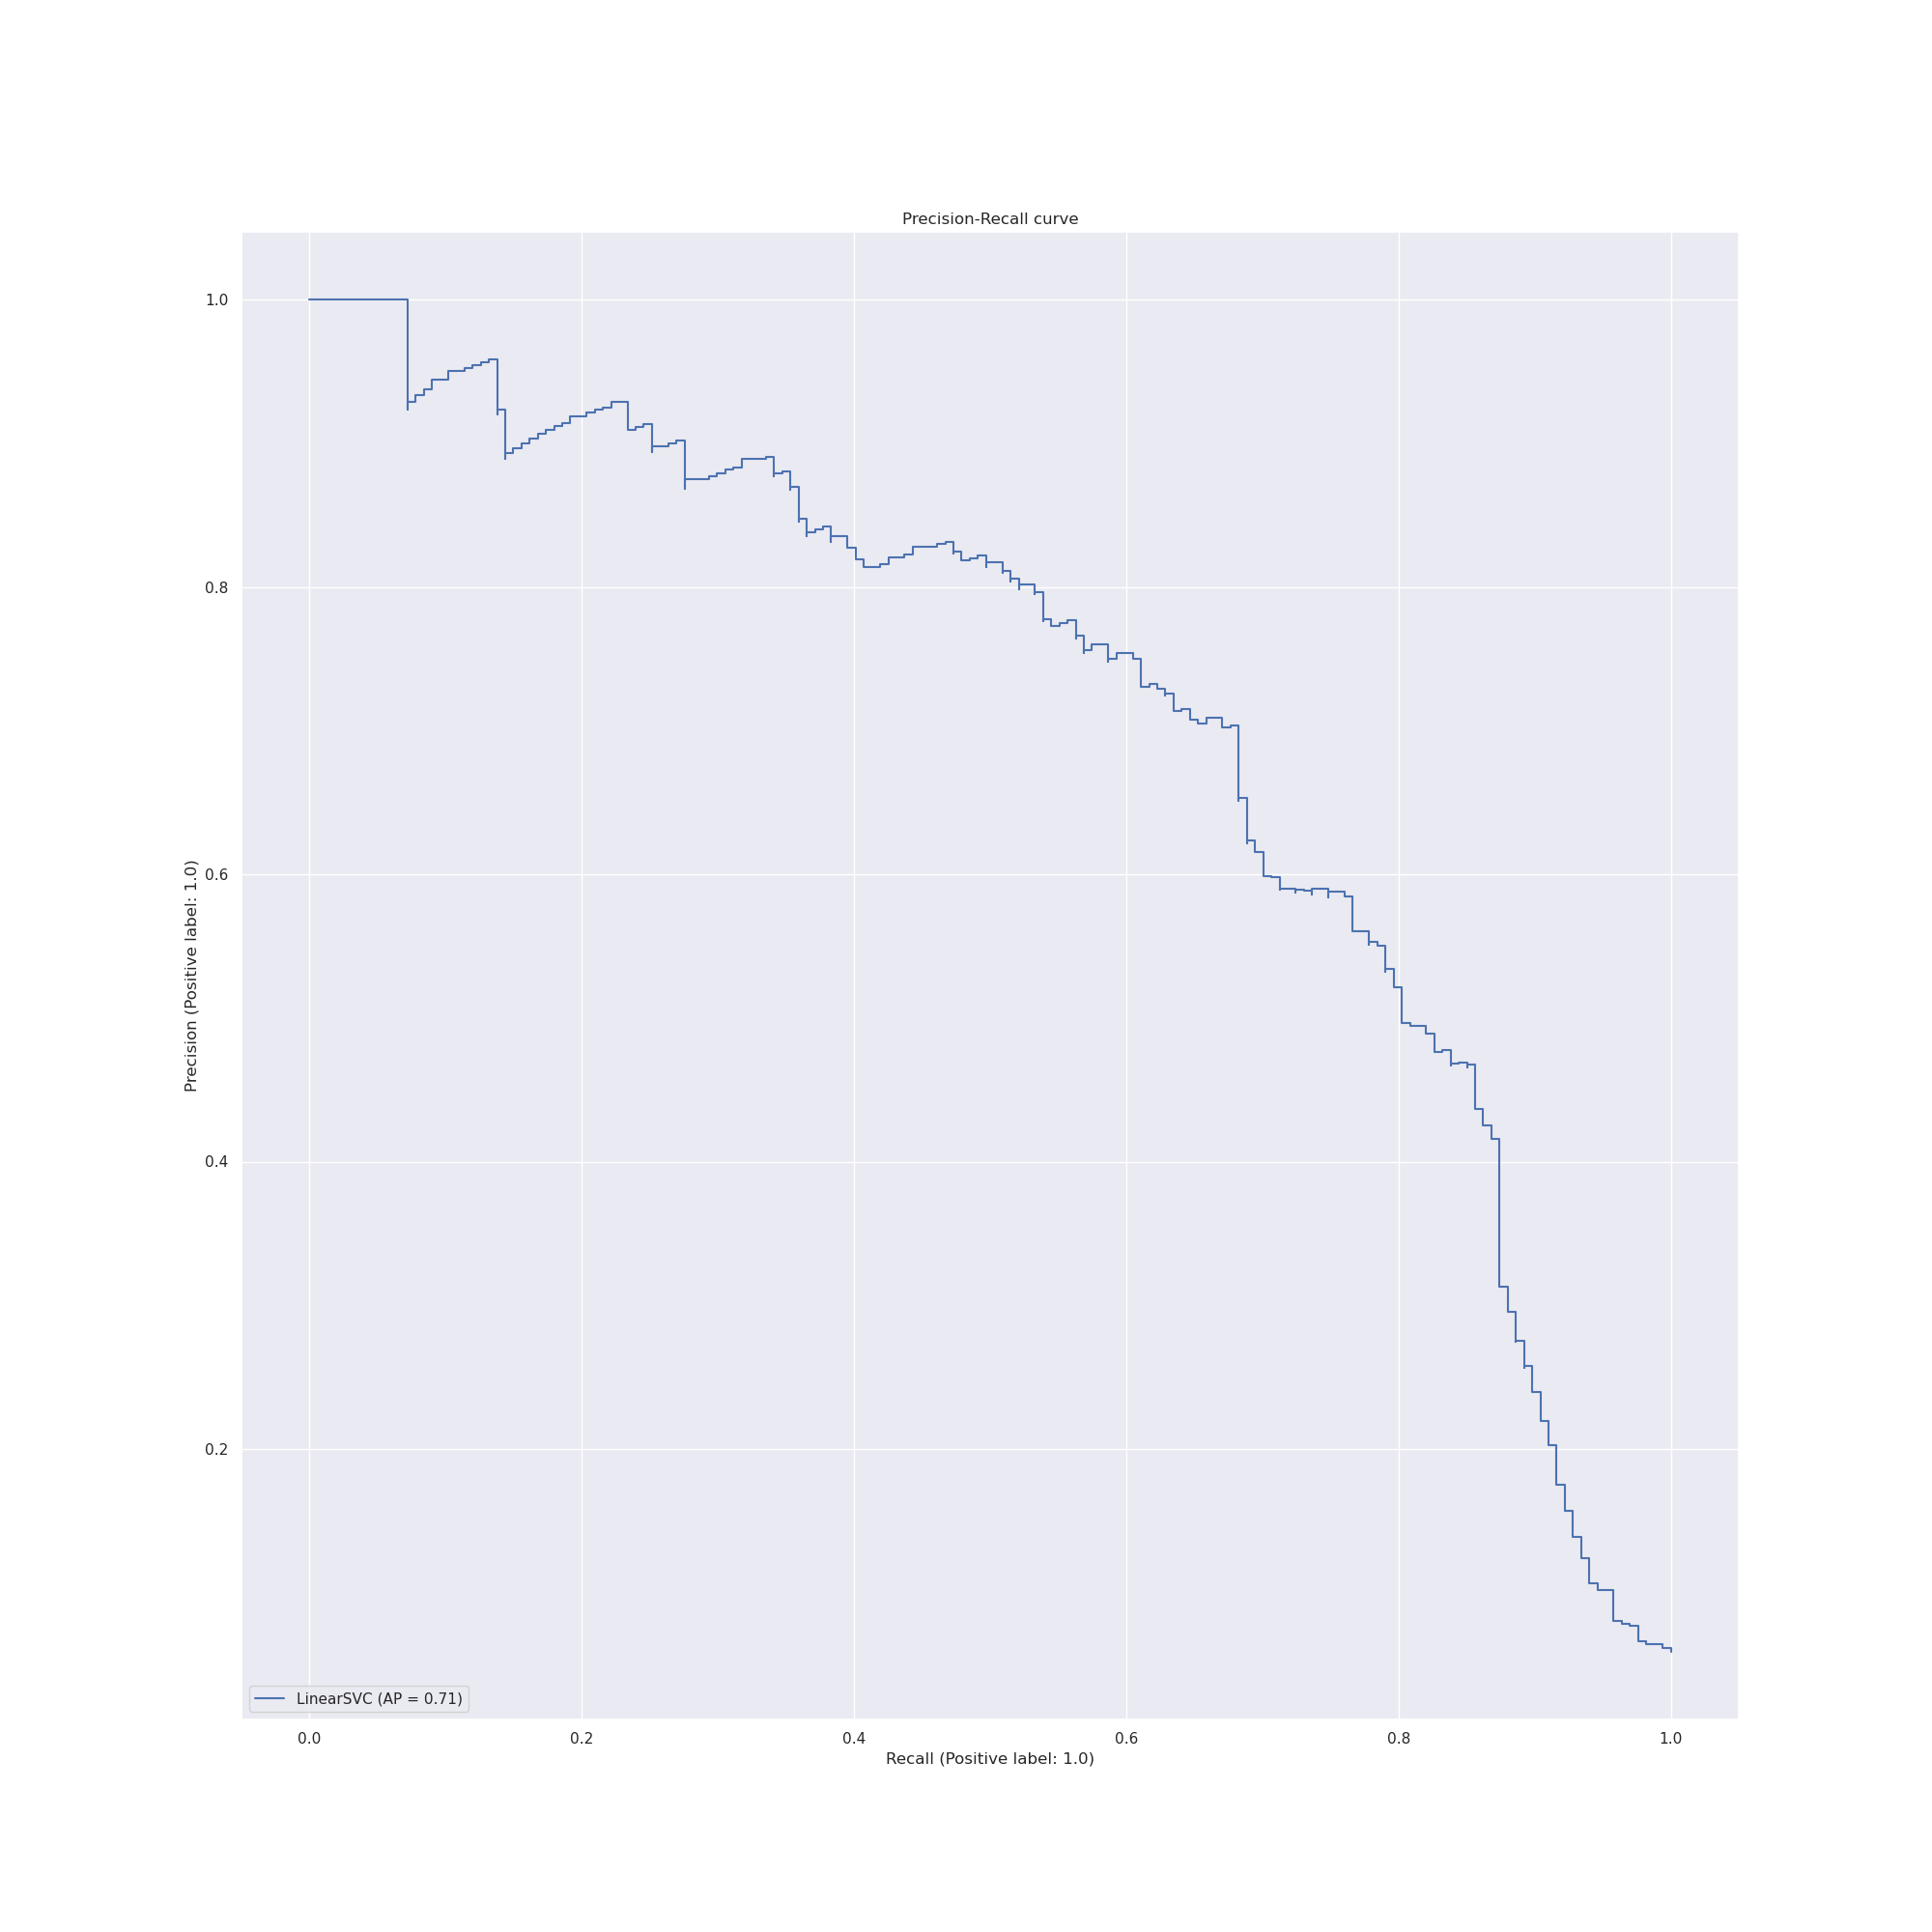 Precision-Recall curve
1.0
0.8
0.6
0.4
0.2
Precision (Positive label: 1.0)
LinearSVC (AP = 0.71)
0.0 0.2 0.4 0.6 0.8 1.0
Recall (Positive label: 1.0)